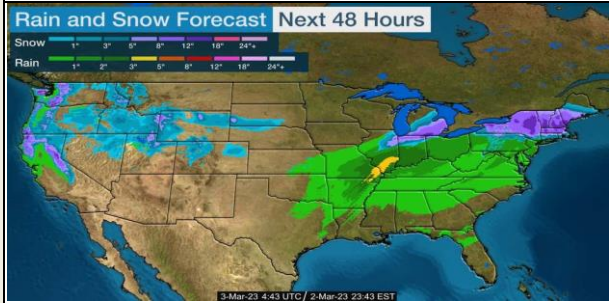 Rain and Snow Forecast Next 48 Hours
Snow
1" 3" 5" 8" 12" 18" 24"+
Rain
1" 2" 3" 5" 8" 12" 18" 24"+
3-Mar-23 4:43 UTC / 2-Mar-23 23:43 EST